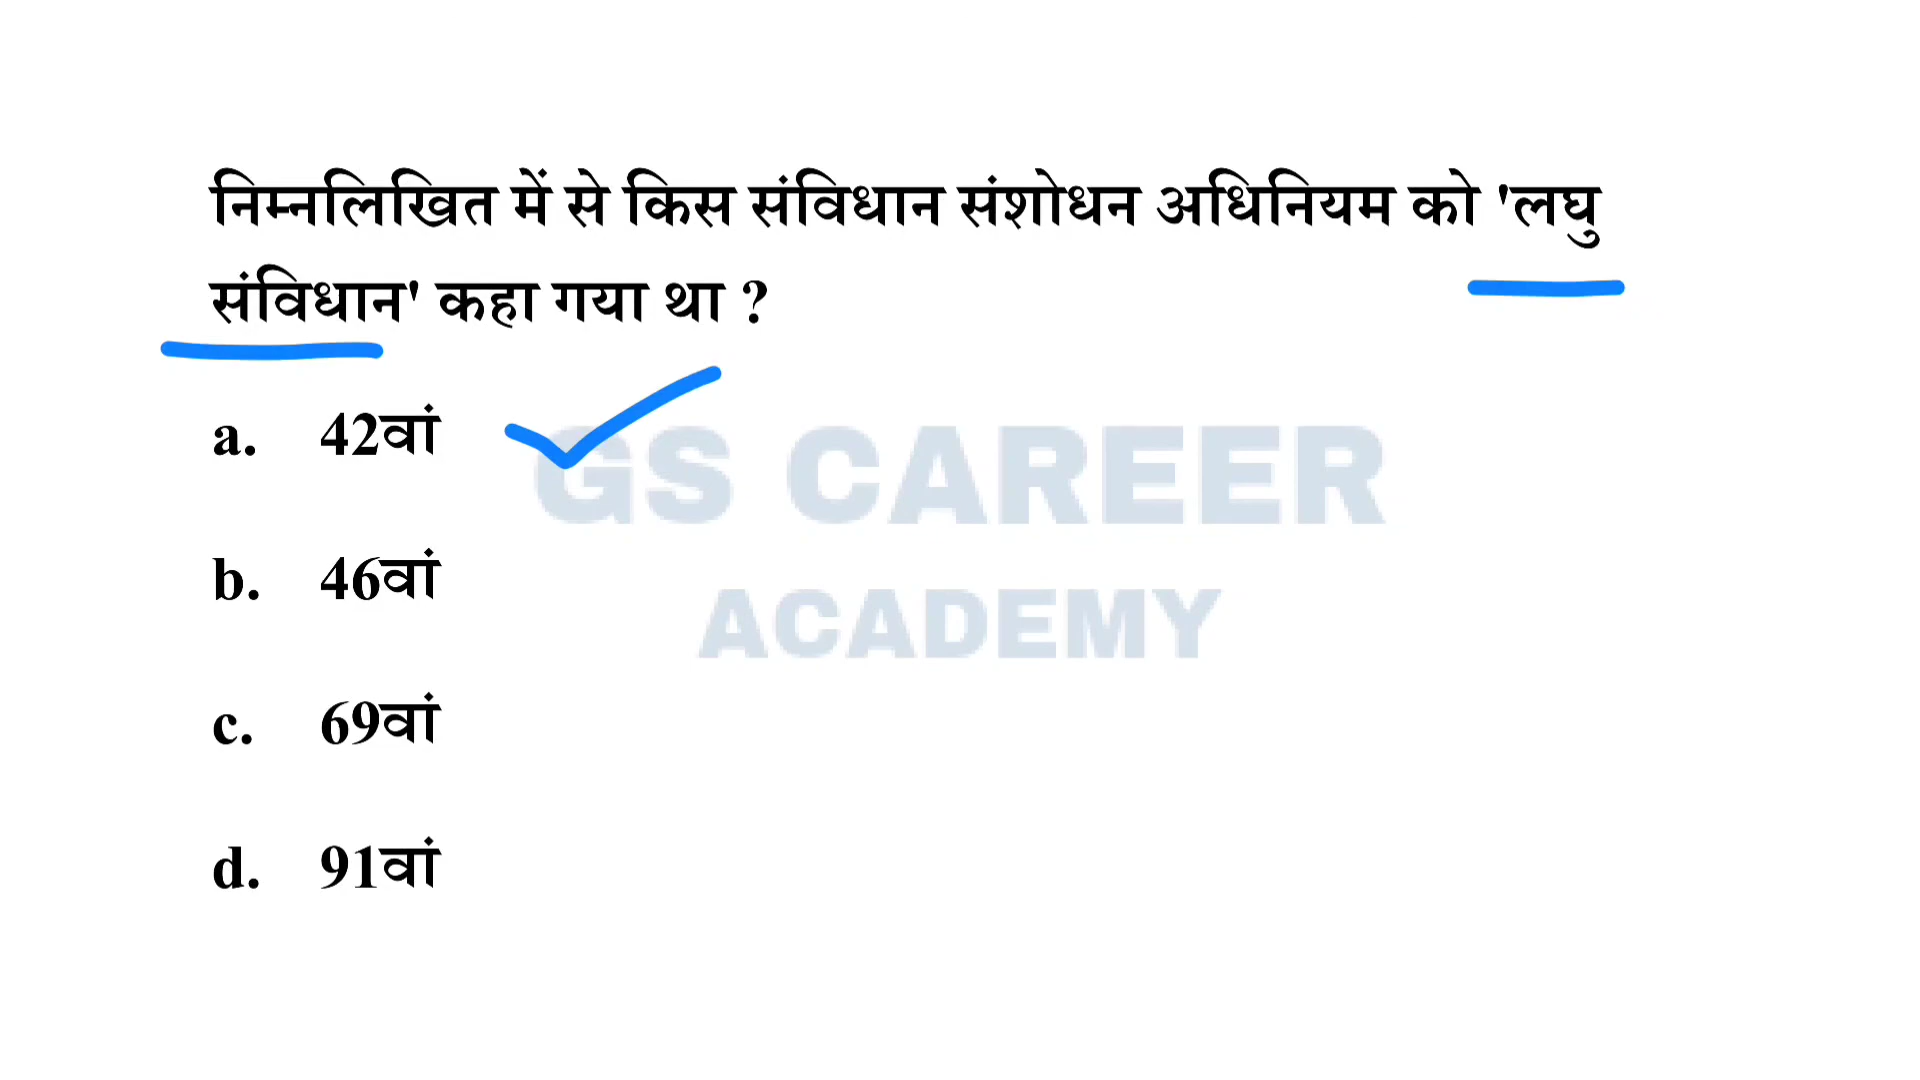 निम्नलिखित में से किस संविधान संशोधन अधिनियम को 'लघु
संविधान' कहा गया था ?
a. 42वां
b. 46वां
c. 69वां
d. 91वां
GS CAREER
ACADEMY